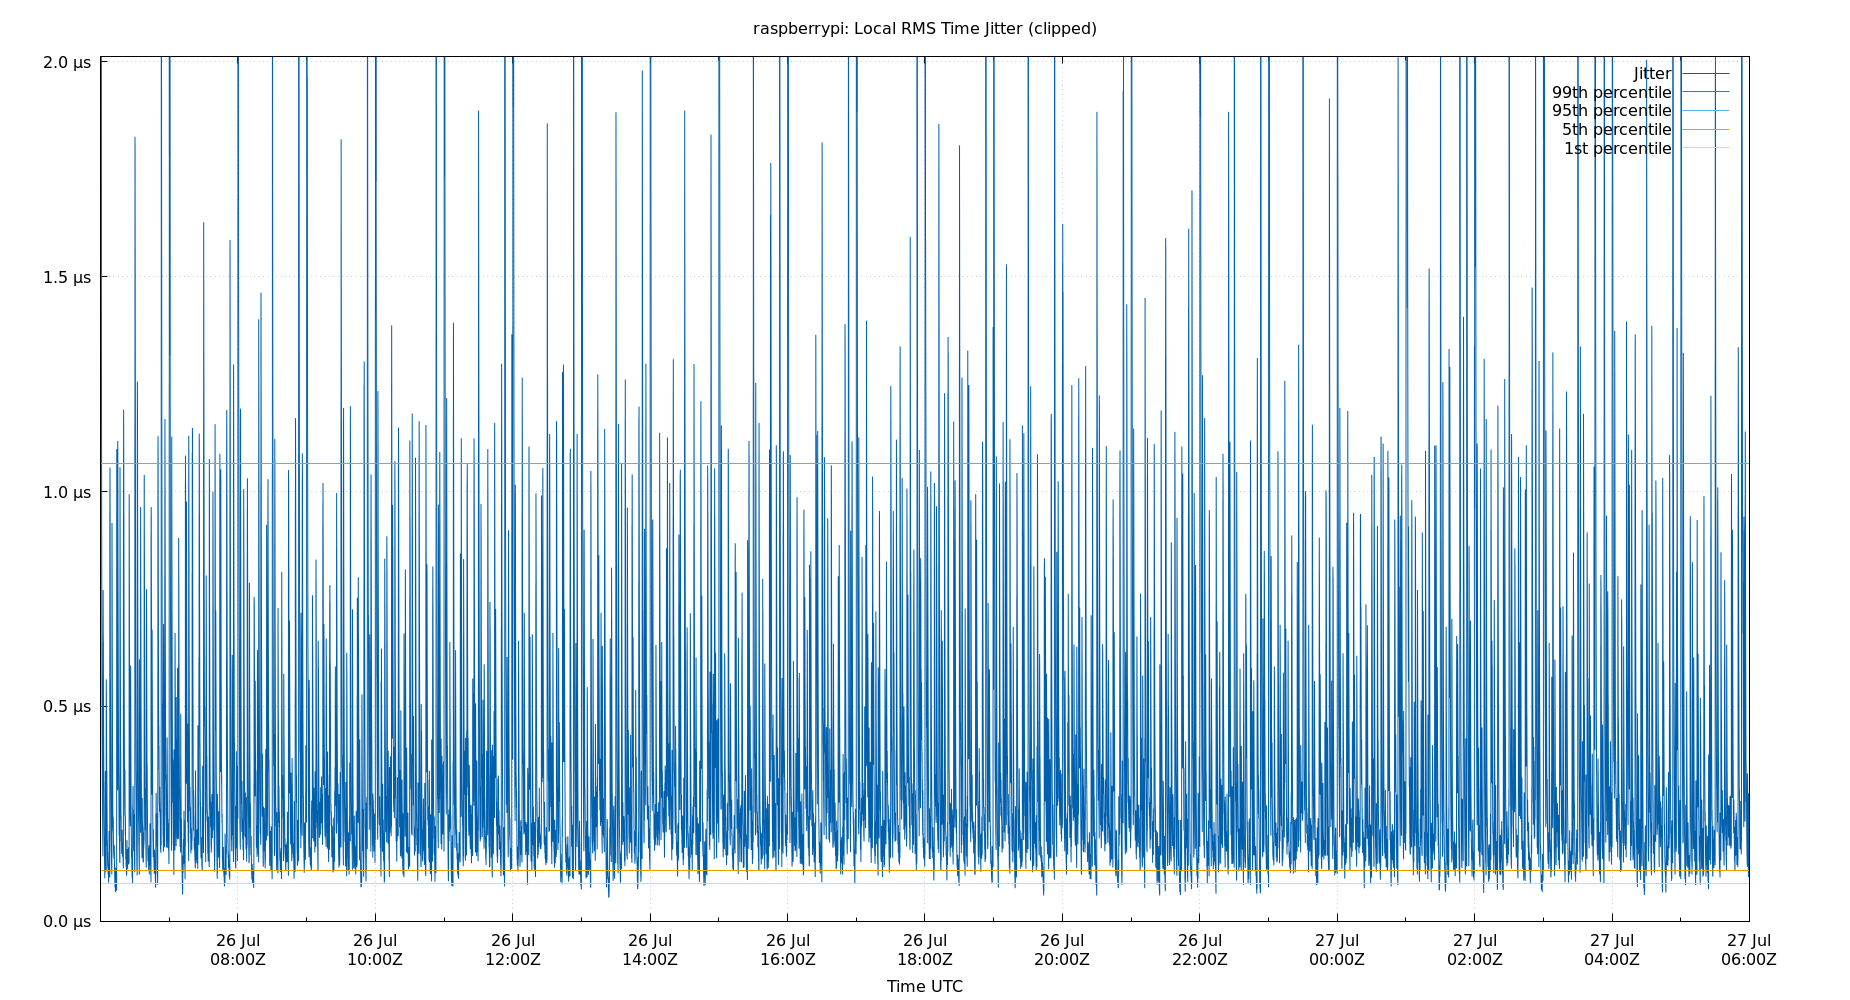 raspberrypi: Local RMS Time Jitter (clipped)
2.0 µs
1.5 µs
1.0 µs
0.5 µs
0.0 µs
Jitter
99th percentile
95th percentile
5th percentile
1st percentile
26 Jul 26 Jul 26 Jul 26 Jul 26 Jul 26 Jul 26 Jul 26 Jul 27 Jul 27 Jul 27 Jul 27 Jul
08:00Z 10:00Z 12:00Z 14:00Z 16:00Z 18:00Z 20:00Z 22:00Z 00:00Z 02:00Z 04:00Z 06:00Z
Time UTC